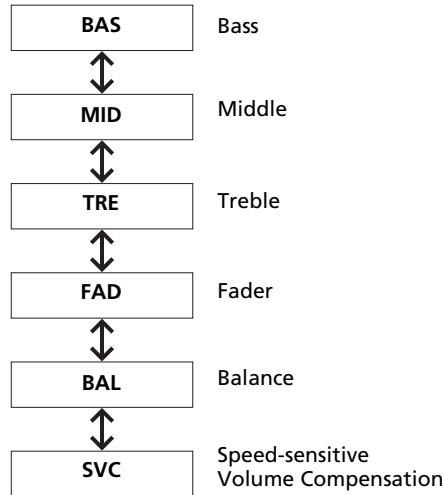 BAS Bass
MID Middle
TRE Treble
FAD Fader
BAL Balance
SVC Speed-sensitive
Volume Compensation